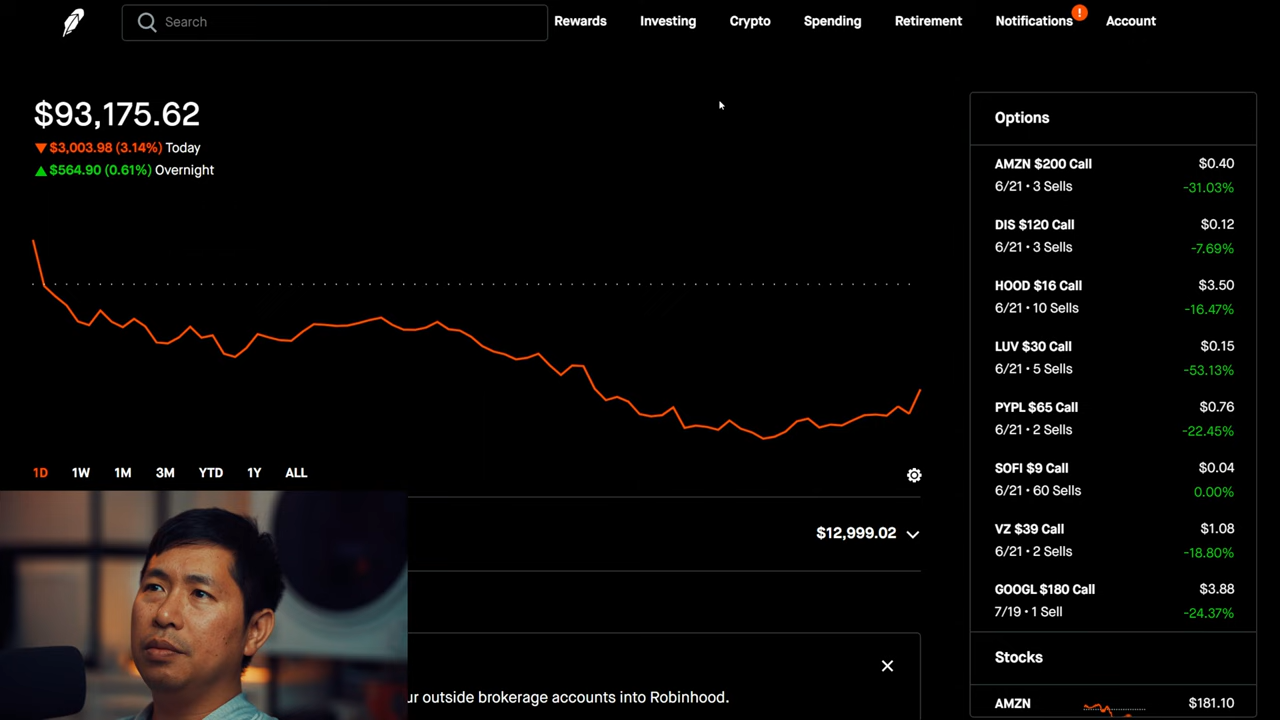 Search
Rewards
Investing
Crypto
Spending
Retirement
Notifications
!
Account
$93,175.62
$3,003.98 (3.14%) Today
$564.90 (0.61%) Overnight
1D 1W 1M 3M YTD 1Y ALL
$12,999.02
ur outside brokerage accounts into Robinhood.
Options
AMZN $200 Call $0.40
6/21 • 3 Sells -31.03%
DIS $120 Call $0.12
6/21 • 3 Sells -7.69%
HOOD $16 Call $3.50
6/21 • 10 Sells -16.47%
LUV $30 Call $0.15
6/21 • 5 Sells -53.13%
PYPL $65 Call $0.76
6/21 • 2 Sells -22.45%
SOFI $9 Call $0.04
6/21 • 60 Sells 0.00%
VZ $39 Call $1.08
6/21 • 2 Sells -18.80%
GOOGL $180 Call $3.88
7/19 • 1 Sell -24.37%
Stocks
AMZN $181.10